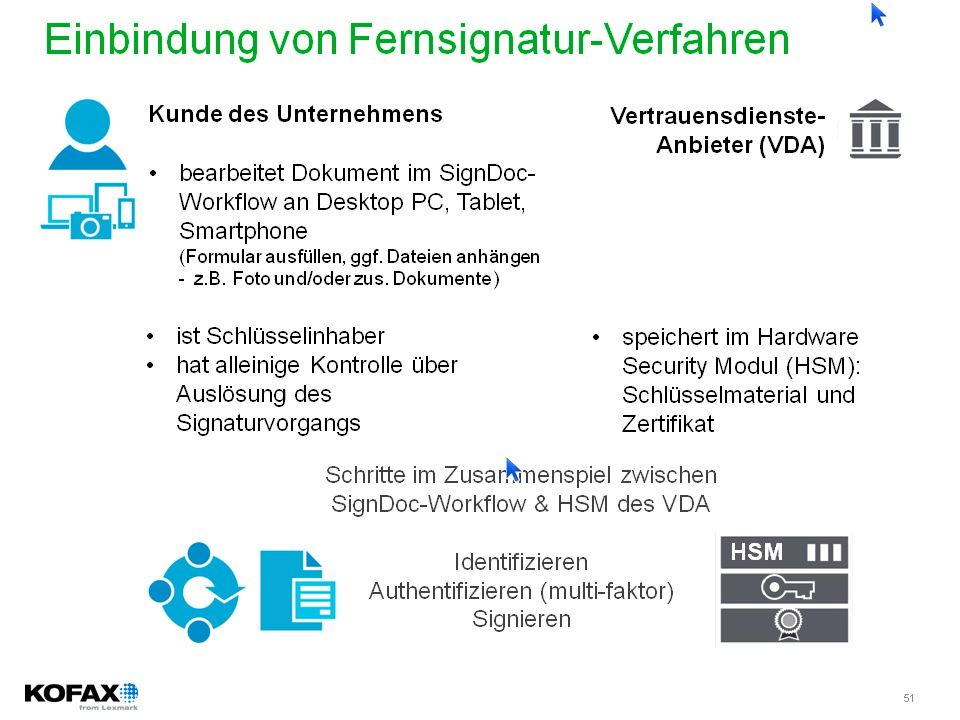 Einbindung von Fernsignatur-Verfahren
Kunde des Unternehmens
• bearbeitet Dokument im SignDoc-
Workflow an Desktop PC, Tablet,
Smartphone
(Formular ausfüllen, ggf. Dateien anhängen
- z.B. Foto und/oder zus. Dokumente)
• ist Schlüsselinhaber
• hat alleinige Kontrolle über
Auslösung des
Signaturvorgangs
Vertrauensdienste-
Anbieter (VDA)
• speichert im Hardware
Security Modul (HSM):
Schlüsselmaterial und
Zertifikat
Schritte im Zusammenspiel zwischen
SignDoc-Workflow & HSM des VDA
Identifizieren
Authentifizieren (multi-faktor)
Signieren
HSM
KOFAX
from Lexmark
51